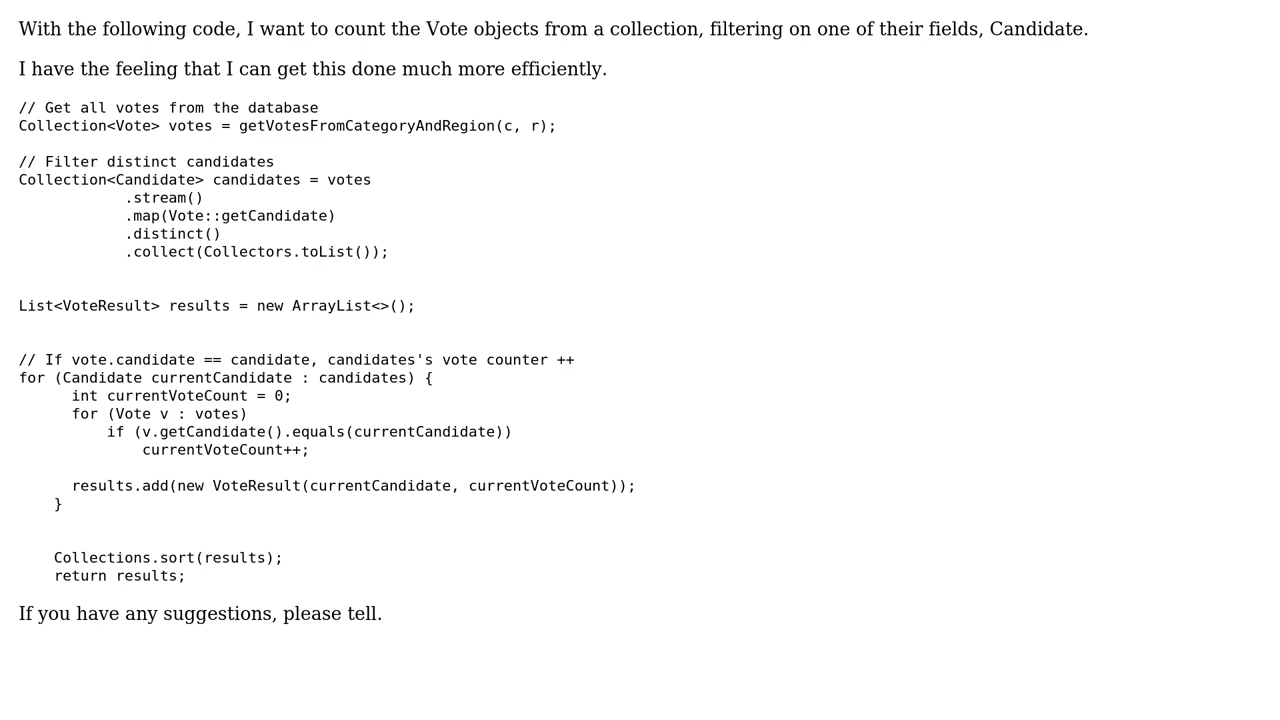 With the following code, I want to count the Vote objects from a collection, filtering on one of their fields, Candidate.
I have the feeling that I can get this done much more efficiently.
// Get all votes from the database
Collection<Vote> votes = getVotesFromCategoryAndRegion(c, r);
// Filter distinct candidates
Collection<Candidate> candidates = votes
            .stream()
            .map(Vote::getCandidate)
            .distinct()
            .collect(Collectors.toList());
List<VoteResult> results = new ArrayList<>();
// If vote.candidate == candidate, candidates's vote counter ++
for (Candidate currentCandidate : candidates) {
      int currentVoteCount = 0;
      for (Vote v : votes)
          if (v.getCandidate().equals(currentCandidate))
              currentVoteCount++;
      results.add(new VoteResult(currentCandidate, currentVoteCount));
    }
    Collections.sort(results);
    return results;
If you have any suggestions, please tell.